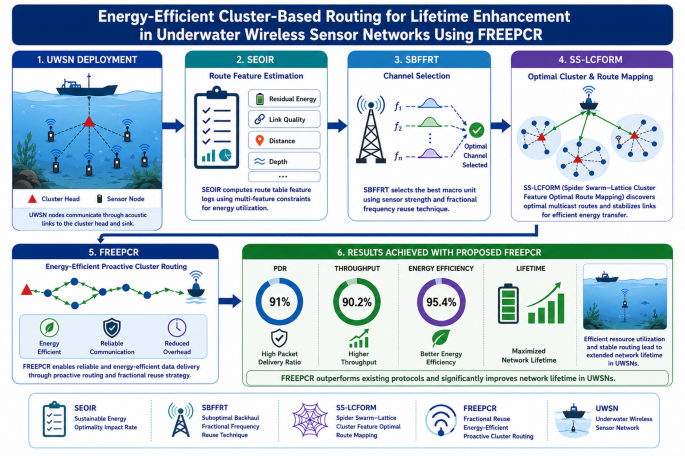 Energy-Efficient Cluster-Based Routing for Lifetime Enhancement
in Underwater Wireless Sensor Networks Using FREEPCR
1. UWSN DEPLOYMENT
Cluster Head
Sensor Node
UWSN nodes communicate through acoustic
links to the cluster head and sink.
2. SEOIR
Route Feature Estimation
Residual Energy
Link Quality
Distance
Depth
...
SEOIR computes route table feature
logs using multi-feature constraints
for energy utilization.
3. SBFFRT
Channel Selection
f1
f2
fn
Optimal
Channel
Selected
SBFFRT selects the best macro unit
using sensor strength and fractional
frequency reuse technique.
4. SS-LCFORM
Optimal Cluster & Route Mapping
SS-LCFORM (Spider Swarm–Lattice Cluster
Feature Optimal Route Mapping) discovers
optimal multicast routes and stabilizes links
for efficient energy transfer.
5. FREEPCR
Energy-Efficient Proactive Cluster Routing
Energy
Efficient
Reliable
Communication
Reduced
Overhead
FREEPCR enables reliable and energy-efficient data delivery
through proactive routing and fractional reuse strategy.
6. RESULTS ACHIEVED WITH PROPOSED FREEPCR
PDR
91%
High Packet
Delivery Ratio
THROUGHPUT
90.2%
Higher
Throughput
ENERGY EFFICIENCY
95.4%
Better Energy
Efficiency
LIFETIME
Maximized
Network Lifetime
Efficient resource utilization
and stable routing lead to
extended network lifetime
in UWSNs.
FREEPCR outperforms existing protocols and significantly improves network lifetime in UWSNs.
SEOIR
Sustainable Energy
Optimality Impact Rate
SBFFRT
Suboptimal Backhaul
Fractional Frequency
Reuse Technique
SS-LCFORM
Spider Swarm–Lattice
Cluster Feature Optimal
Route Mapping
FREEPCR
Fractional Reuse
Energy-Efficient
Proactive Cluster Routing
UWSN
Underwater Wireless
Sensor Network